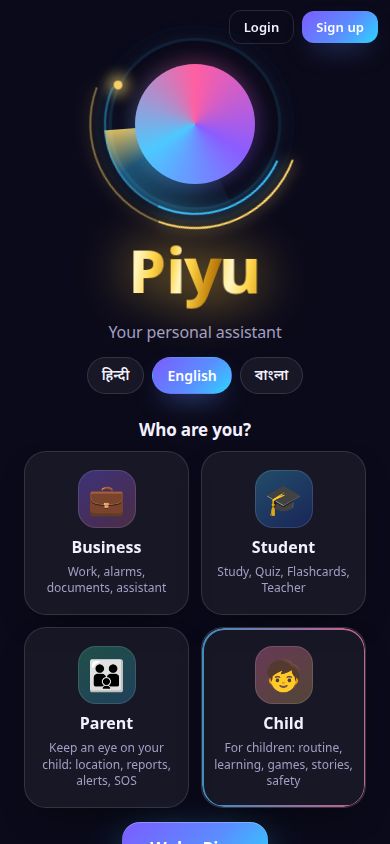 Login Sign up
Piyu
Your personal assistant
हिन्दी English বাংলা
Who are you?
Business
Work, alarms,
documents, assistant
Student
Study, Quiz, Flashcards,
Teacher
Parent
Keep an eye on your
child: location, reports,
alerts, SOS
Child
For children: routine,
learning, games, stories,
safety